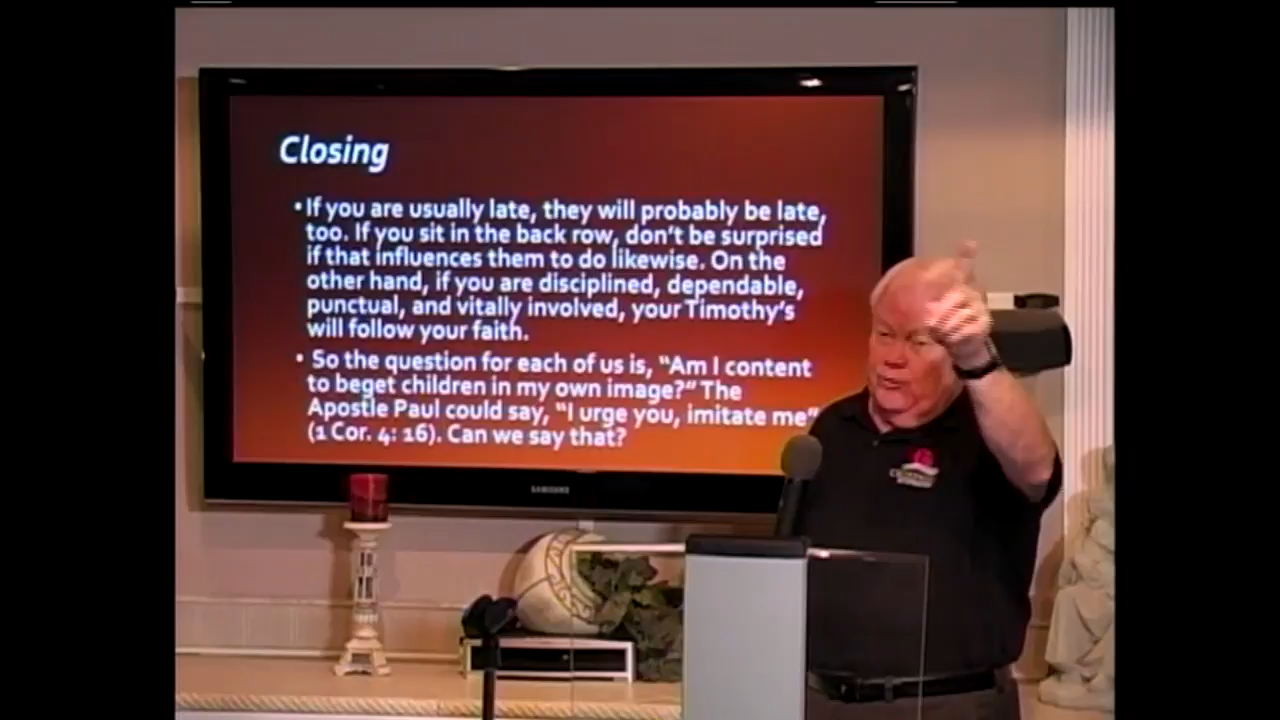 Closing
• If you are usually late, they will probably be late,
too. If you sit in the back row, don't be surprised
if that influences them to do likewise. On the
other hand, if you are disciplined, dependable,
punctual, and vitally involved, your Timothy's
will follow your faith.
• So the question for each of us is, “Am I content
to beget children in my own image?“ The
Apostle Paul could say, “I urge you, imitate me”
(1 Cor. 4: 16). Can we say that?
SAMSUNG